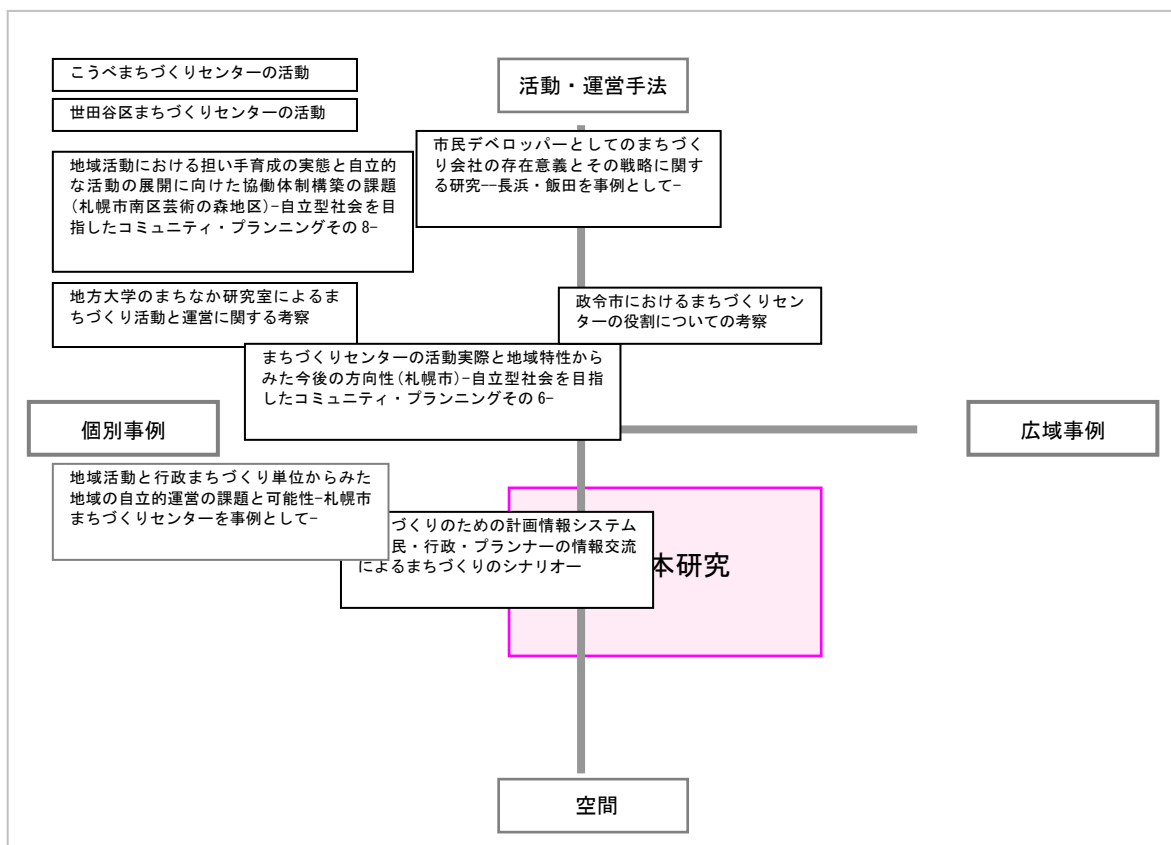 こうべまちづくりセンターの活動
世田谷区まちづくりセンターの活動
活動・運営手法
地域活動における担い手育成の実態と自立的
な活動の展開に向けた協働体制構築の課題
(札幌市南区芸術の森地区)-自立型社会を目
指したコミュニティ・プランニングその 8-
市民デベロッパーとしてのまちづく
り会社の存在意義とその戦略に関す
る研究--長浜・飯田を事例として-
地方大学のまちなか研究室によるま
ちづくり活動と運営に関する考察
政令市におけるまちづくりセン
ターの役割についての考察
まちづくりセンターの活動実際と地域特性から
みた今後の方向性(札幌市)-自立型社会を目指
したコミュニティ・プランニングその 6-
個別事例
広域事例
地域活動と行政まちづくり単位からみた
地域の自立的運営の課題と可能性-札幌市
まちづくりセンターを事例として-
づくりのための計画情報システム
民・行政・プランナーの情報交流
によるまちづくりのシナリオー
本研究
空間